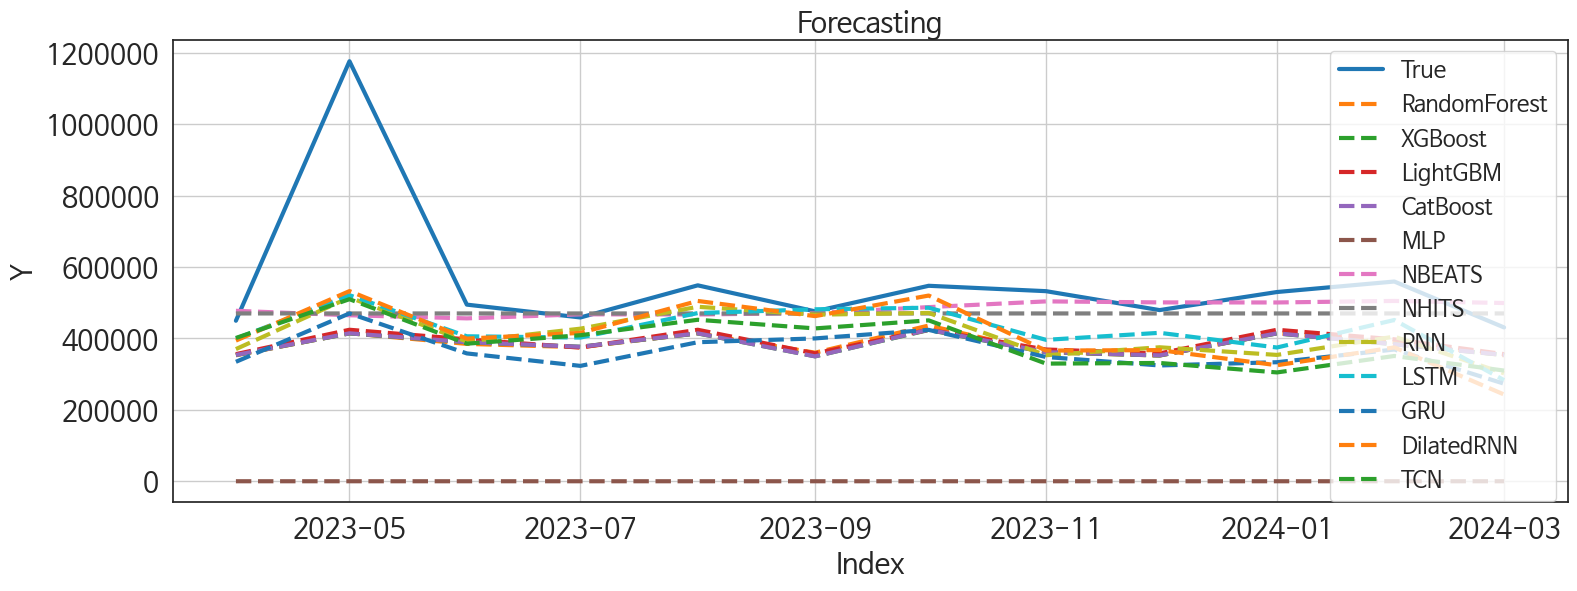 Forecasting
1200000
1000000
800000
600000
400000
200000
0
Y
2023-05
2023-07
2023-09
2023-11
2024-01
2024-03
Index
True
RandomForest
XGBoost
LightGBM
CatBoost
MLP
NBEATS
NHITS
RNN
LSTM
GRU
DilatedRNN
TCN